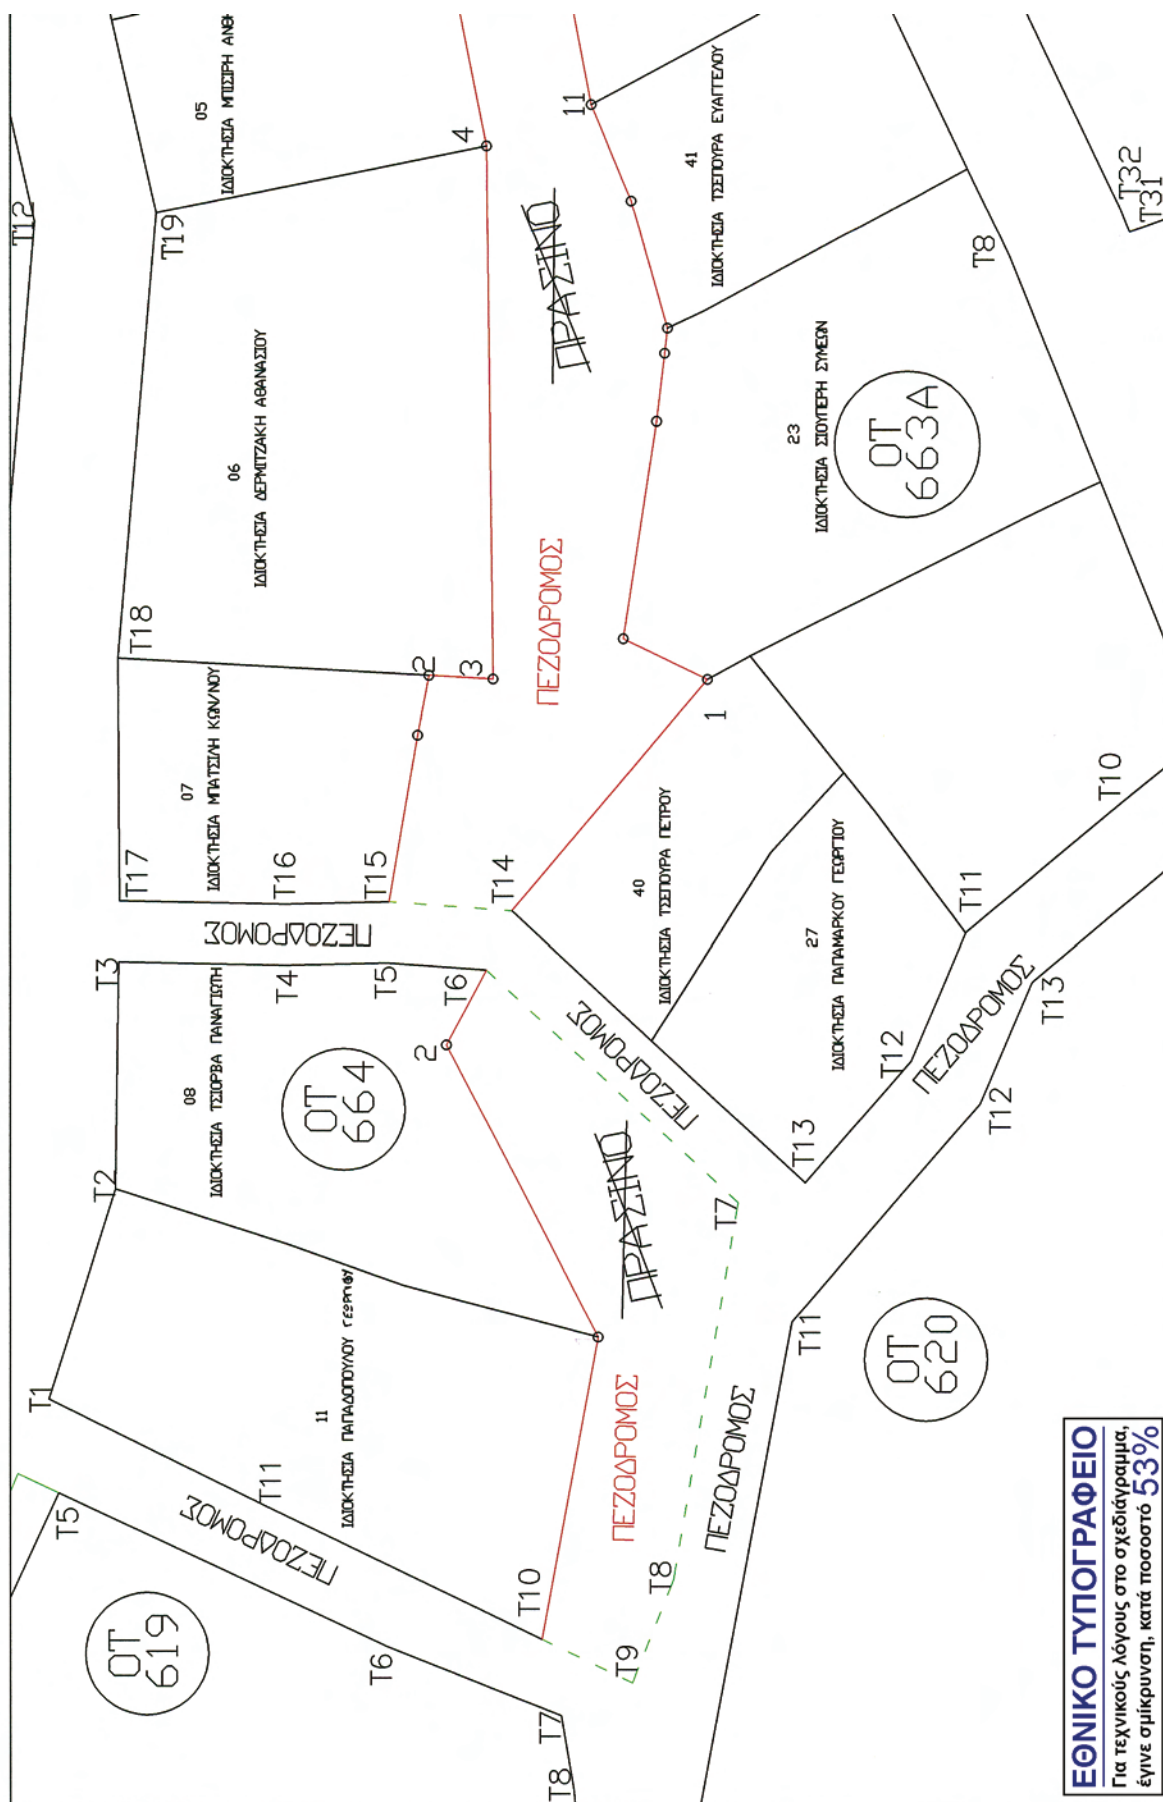 05
ΙΔΙΟΚΤΗΣΙΑ ΜΠΙΣΙΡΗ
4
11
41
ΙΔΙΟΚΤΗΣΙΑ ΤΣΕΠΟΥΡΑ ΕΥΑΓΓΕΛΟΥ
T32
T31
T12
T19
T8
ΠΡΑΣΙΝΟ
06
ΙΔΙΟΚΤΗΣΙΑ ΔΕΡΜΙΤΖΑΚΗ ΑΘΑΝΑΣΙΟΥ
23
ΙΔΙΟΚΤΗΣΙΑ ΣΙΟΥΠΕΡΗ ΣΥΜΕΩΝ
ΟΤ
663Α
T18
2
3
ΠΕΖΟΔΡΟΜΟΣ
1
07
ΙΔΙΟΚΤΗΣΙΑ ΜΠΑΤΣΙΛΗ ΚΩΝ/ΝΟΥ
T10
T17
T16
T15
T14
40
ΙΔΙΟΚΤΗΣΙΑ ΤΣΕΠΟΥΡΑ ΠΕΤΡΟΥ
27
ΙΔΙΟΚΤΗΣΙΑ ΠΑΠΑΜΑΡΚΟΥ ΓΕΩΡΓΙΟΥ
T11
ΠΕΖΟΔΡΟΜΟΣ
T3
T4
T5
T6
T13
2
ΠΕΖΟΔΡΟΜΟΣ
T12
ΠΕΖΟΔΡΟΜΟΣ
T12
08
ΙΔΙΟΚΤΗΣΙΑ ΤΣΙΟΡΒΑ ΠΑΝΑΓΙΩΤΗ
ΟΤ
664
T2
T13
T7
ΠΡΑΣΙΝΟ
T11
T1
11
ΙΔΙΟΚΤΗΣΙΑ ΠΑΠΑΔΟΠΟΥΛΟΥ ΓΕΩΡΓΙΟΥ
ΟΤ
620
T11
ΠΕΖΟΔΡΟΜΟΣ
ΠΕΖΟΔΡΟΜΟΣ
T5
ΠΕΖΟΔΡΟΜΟΣ
T10
T8
T9
ΟΤ
619
T6
T7
T8
ΕΘΝΙΚΟ ΤΥΠΟΓΡΑΦΕΙΟ
Για τεχνικούς λόγους στο σχεδιάγραμμα,
έγινε σμίκρυνση, κατά ποσοστό 53%